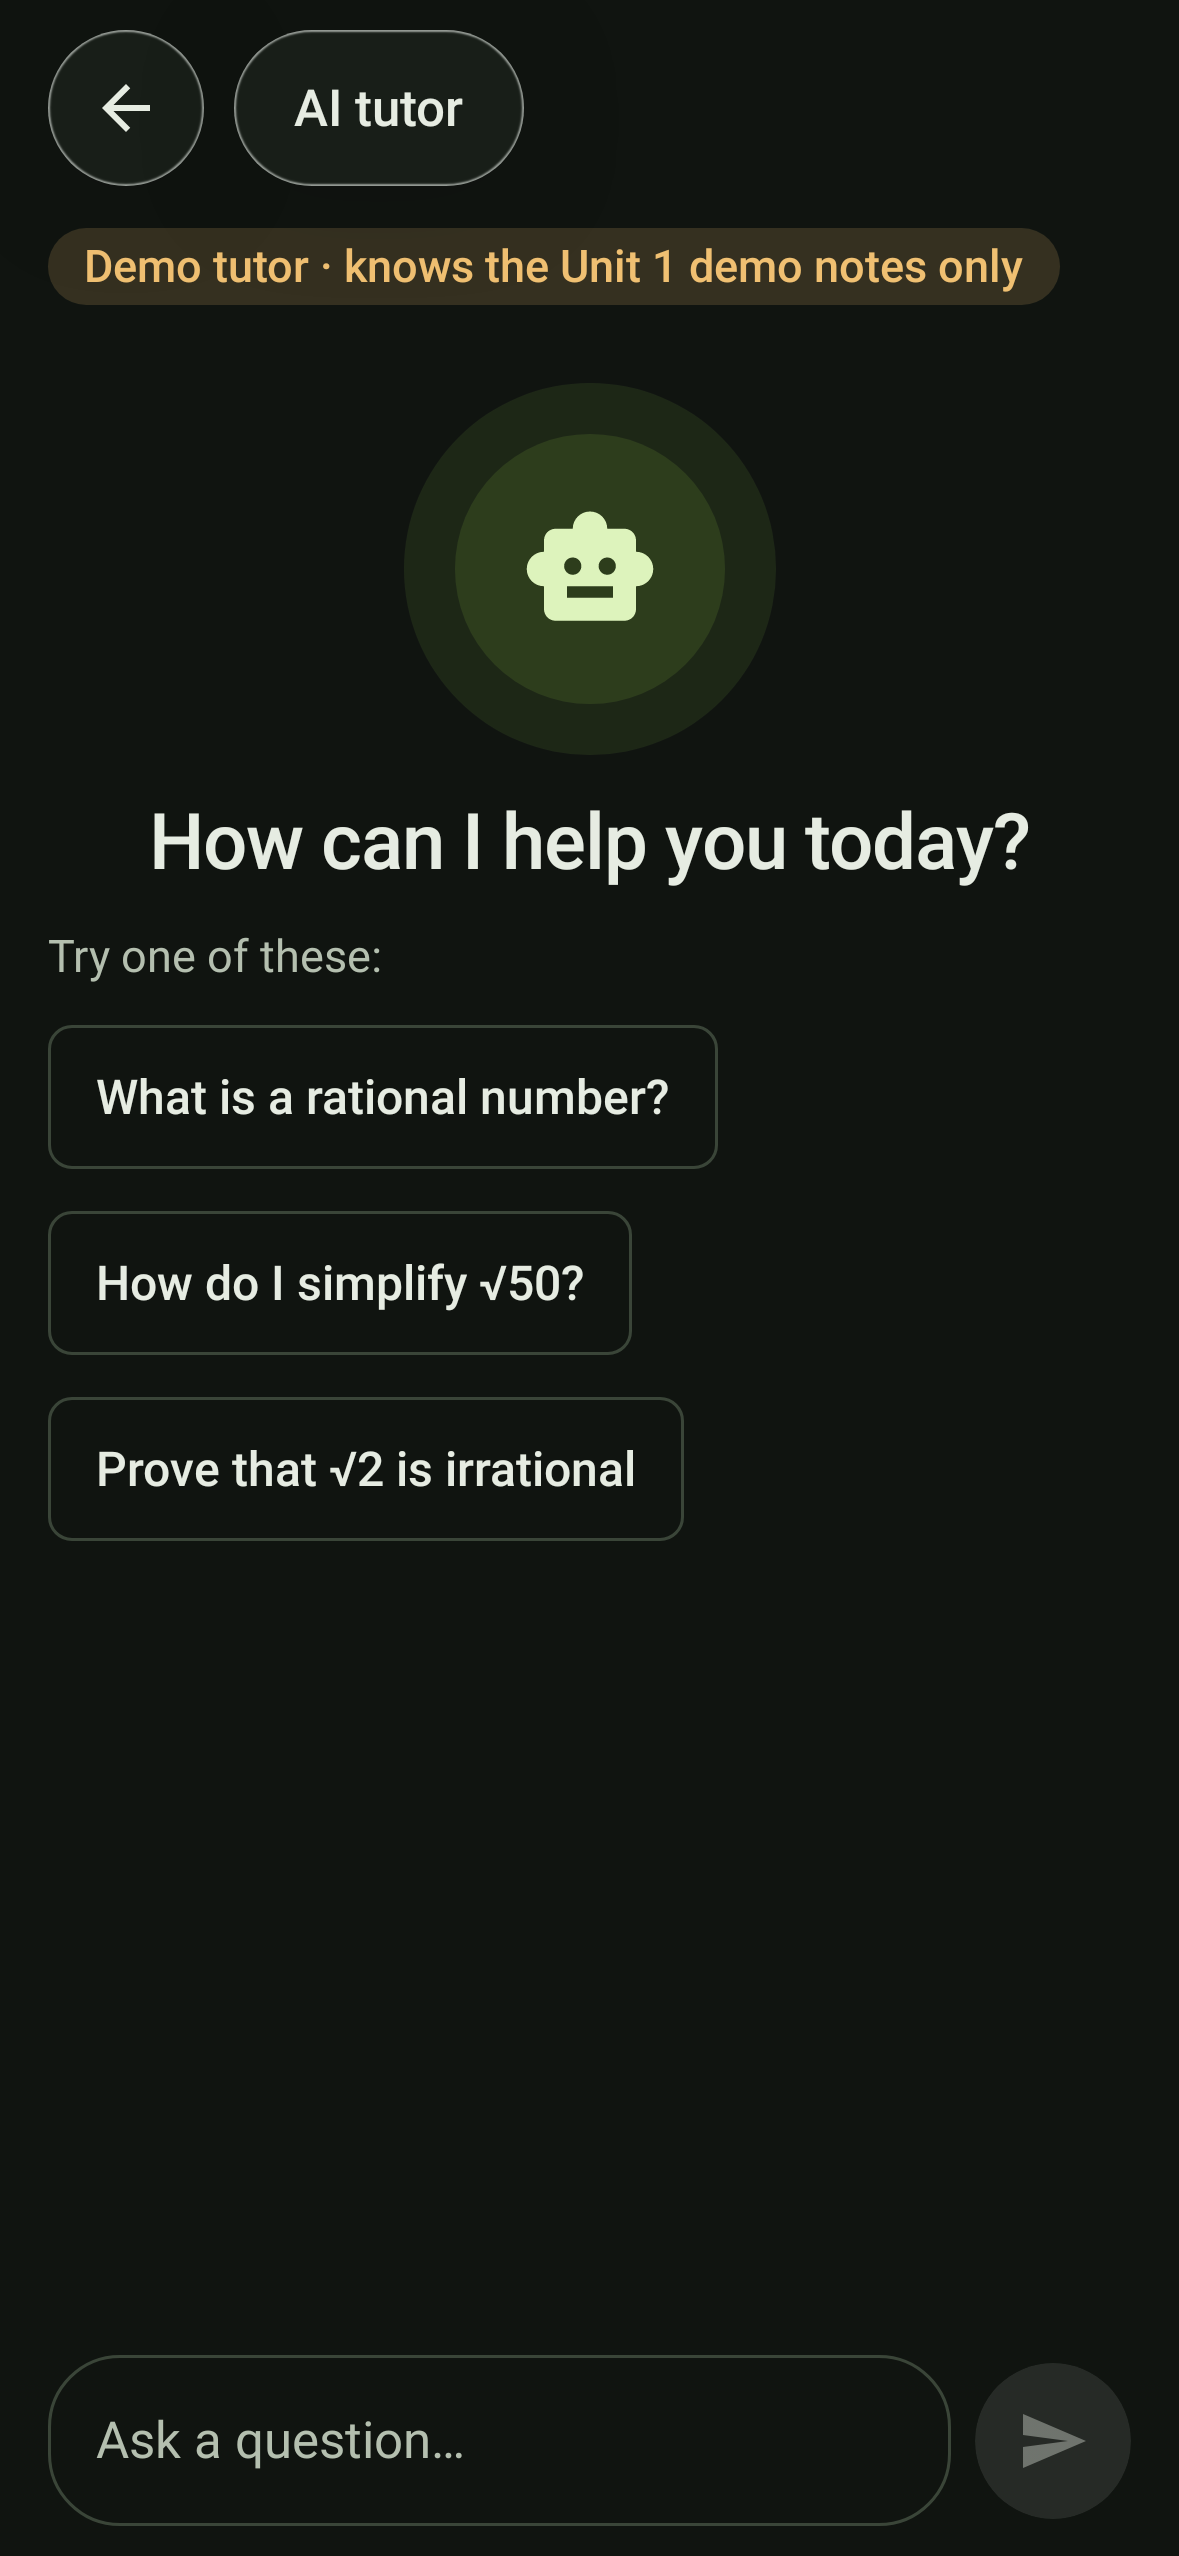 AI tutor
Demo tutor · knows the Unit 1 demo notes only
How can I help you today?
Try one of these:
What is a rational number?
How do I simplify √50?
Prove that √2 is irrational
Ask a question…